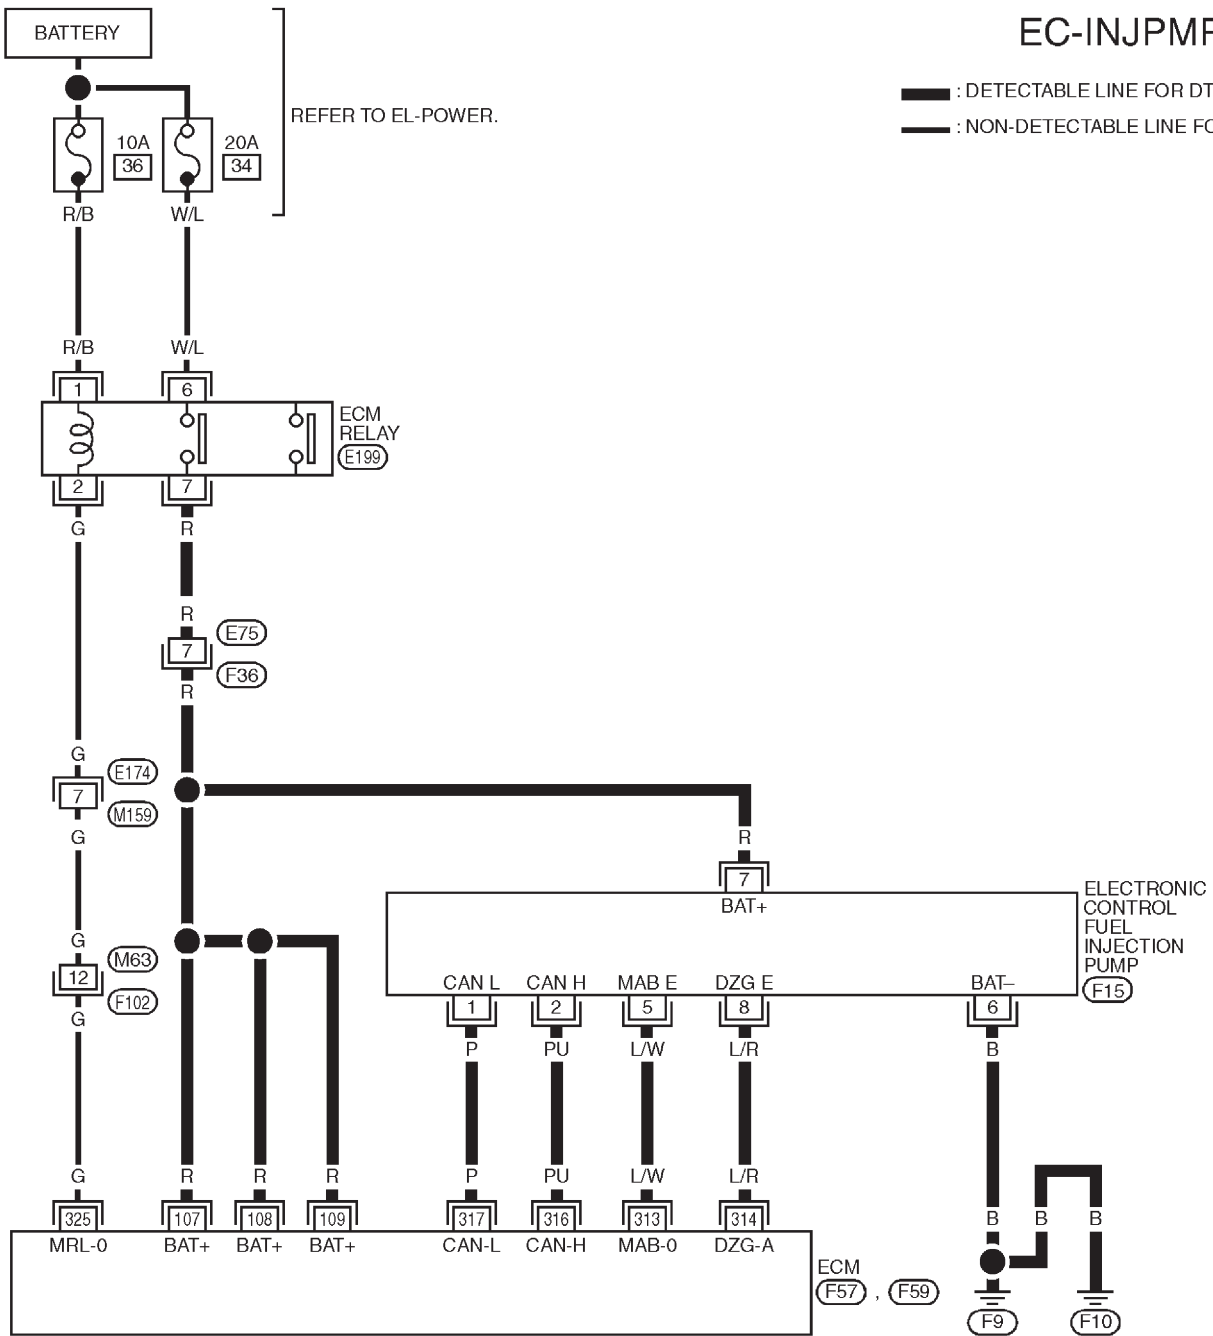 BATTERY
EC-INJPMP
: DETECTABLE LINE FOR DT
: NON-DETECTABLE LINE FO
REFER TO EL-POWER.
10A
36
20A
34
R/B W/L
R/B W/L
1 6
ECM
RELAY
E199
2 7
G R
R
E75
7
F36
R
G
E174
7
M159
G
R
7
BAT+
ELECTRONIC
CONTROL
FUEL
INJECTION
PUMP
F15
G
M63
12
F102
G
CAN L CAN H MAB E DZG E BAT–
1 2 5 8 6
P PU L/W L/R B
G R R R P PU L/W L/R
325 107 108 109 317 316 313 314
MRL-0 BAT+ BAT+ BAT+ CAN-L CAN-H MAB-0 DZG-A
B B B
ECM
F57 , F59
F9 F10